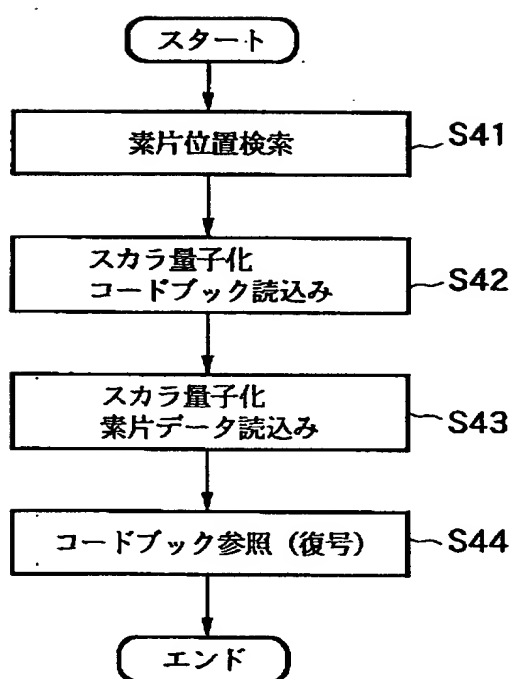 スタート
素片位置検索
S41
スカラ量子化
コードブック読込み
S42
スカラ量子化
素片データ読込み
S43
コードブック参照（復号）
S44
エンド